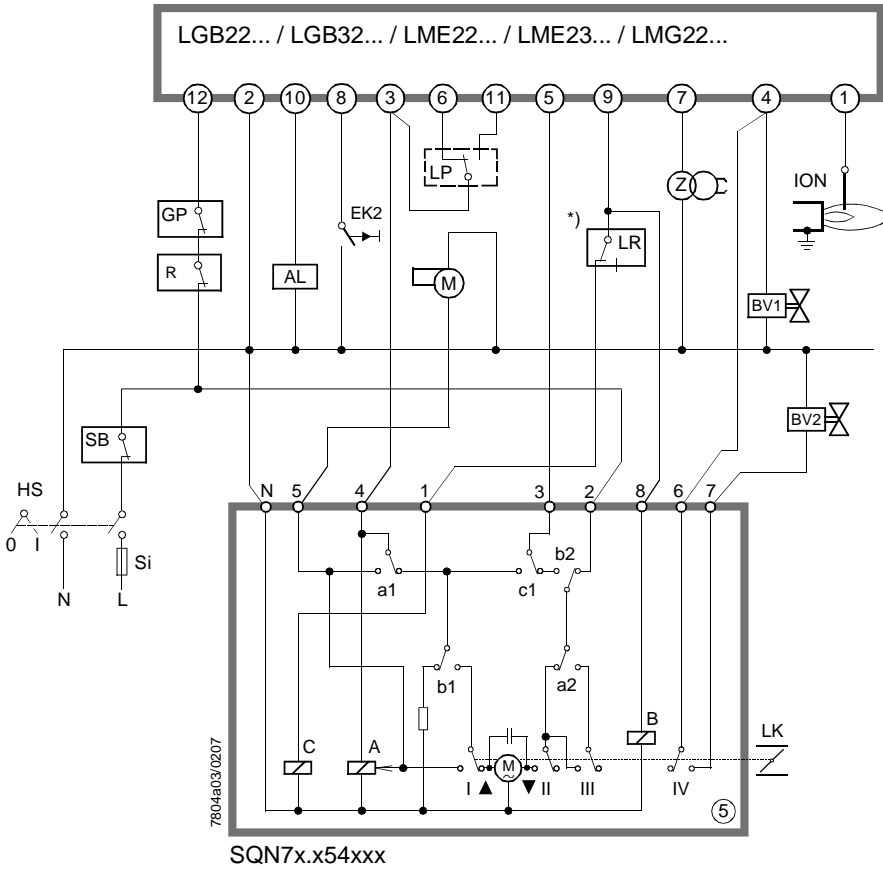 LGB22... / LGB32... / LME22... / LME23... / LMG22...
12 2 10 8 3 6 11 5 9 7 4 1
LP
Z
ION
GP
EK2
*)
LR
R
AL
M
BV1
BV2
SB
HS
0 I
Si
N L
N 5 4 1 3 2 8 6 7
b2
a1
c1
b1
a2
C A B LK
M
~
I ▲ ▼ II III IV
5
7804a03/0207
SQN7x.x54xxx